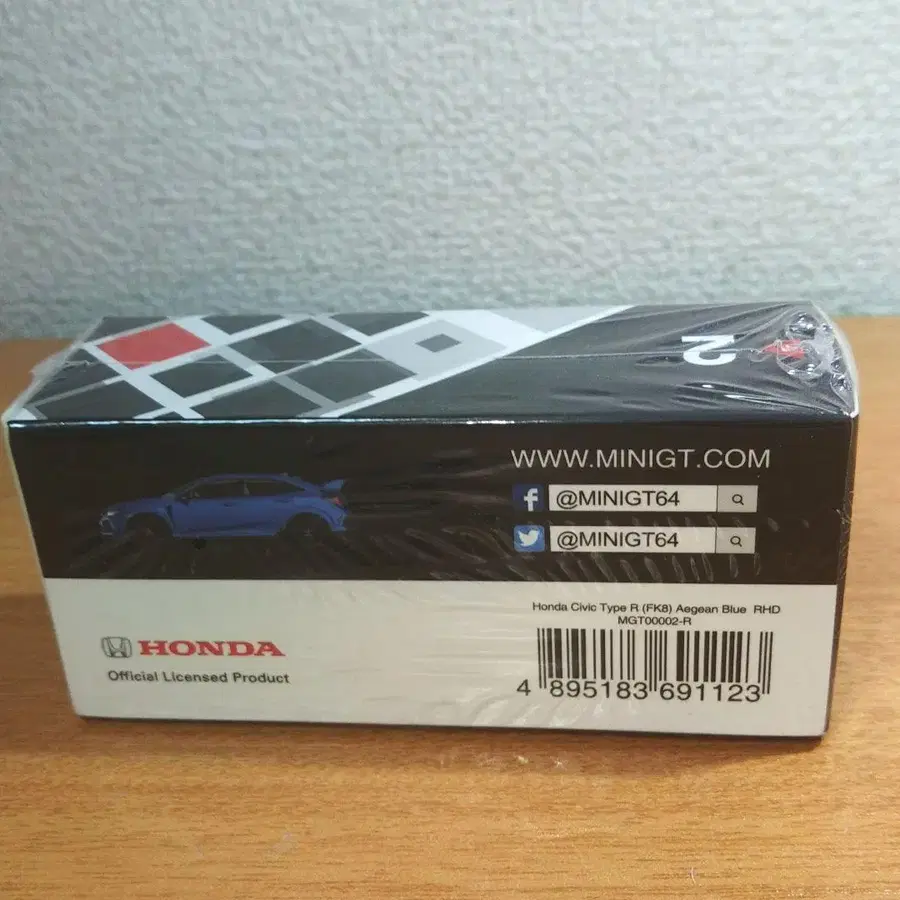 2
WWW.MINIGT.COM
f @MINIGT64
@MINIGT64
Honda Civic Type R (FK8) Aegean Blue RHD
MGT00002-R
4 895183 691123
HONDA
Official Licensed Product